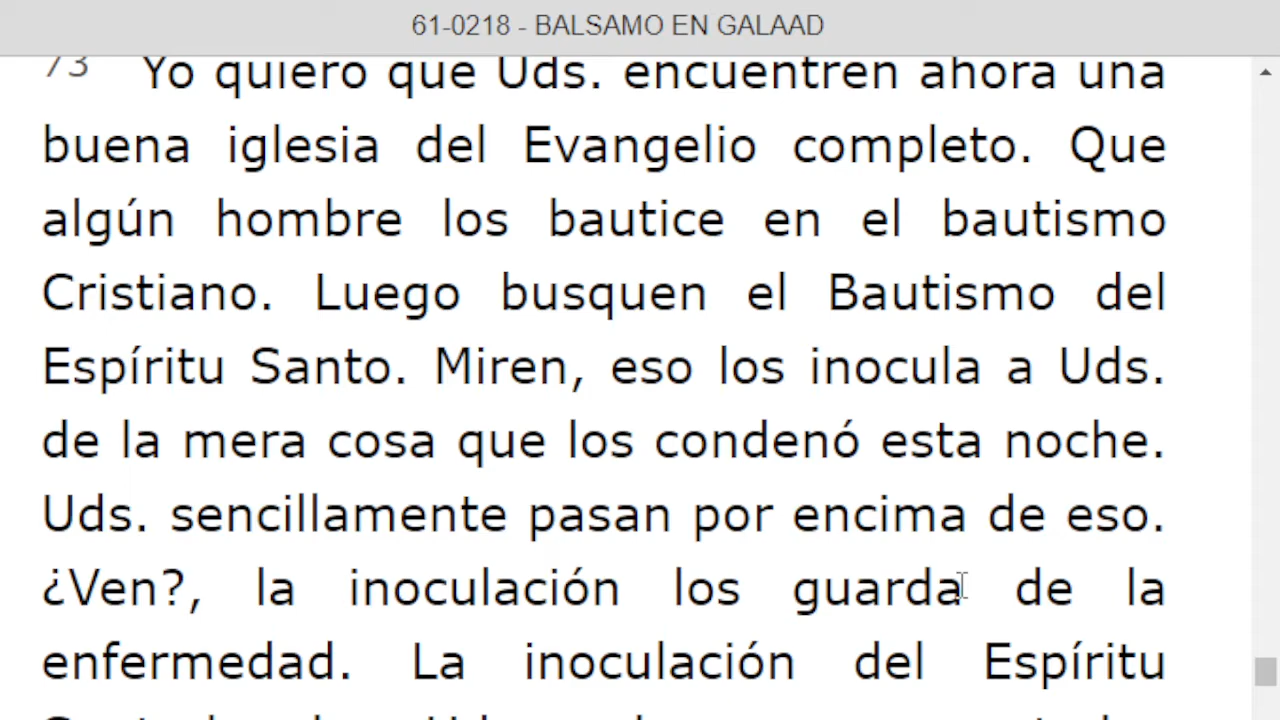 61-0218 - BALSAMO EN GALAAD
73 Yo quiero que Uds. encuentren ahora una
buena iglesia del Evangelio completo. Que
algún hombre los bautice en el bautismo
Cristiano. Luego busquen el Bautismo del
Espíritu Santo. Miren, eso los inocula a Uds.
de la mera cosa que los condenó esta noche.
Uds. sencillamente pasan por encima de eso.
¿Ven?, la inoculación los guarda de la
enfermedad. La inoculación del Espíritu